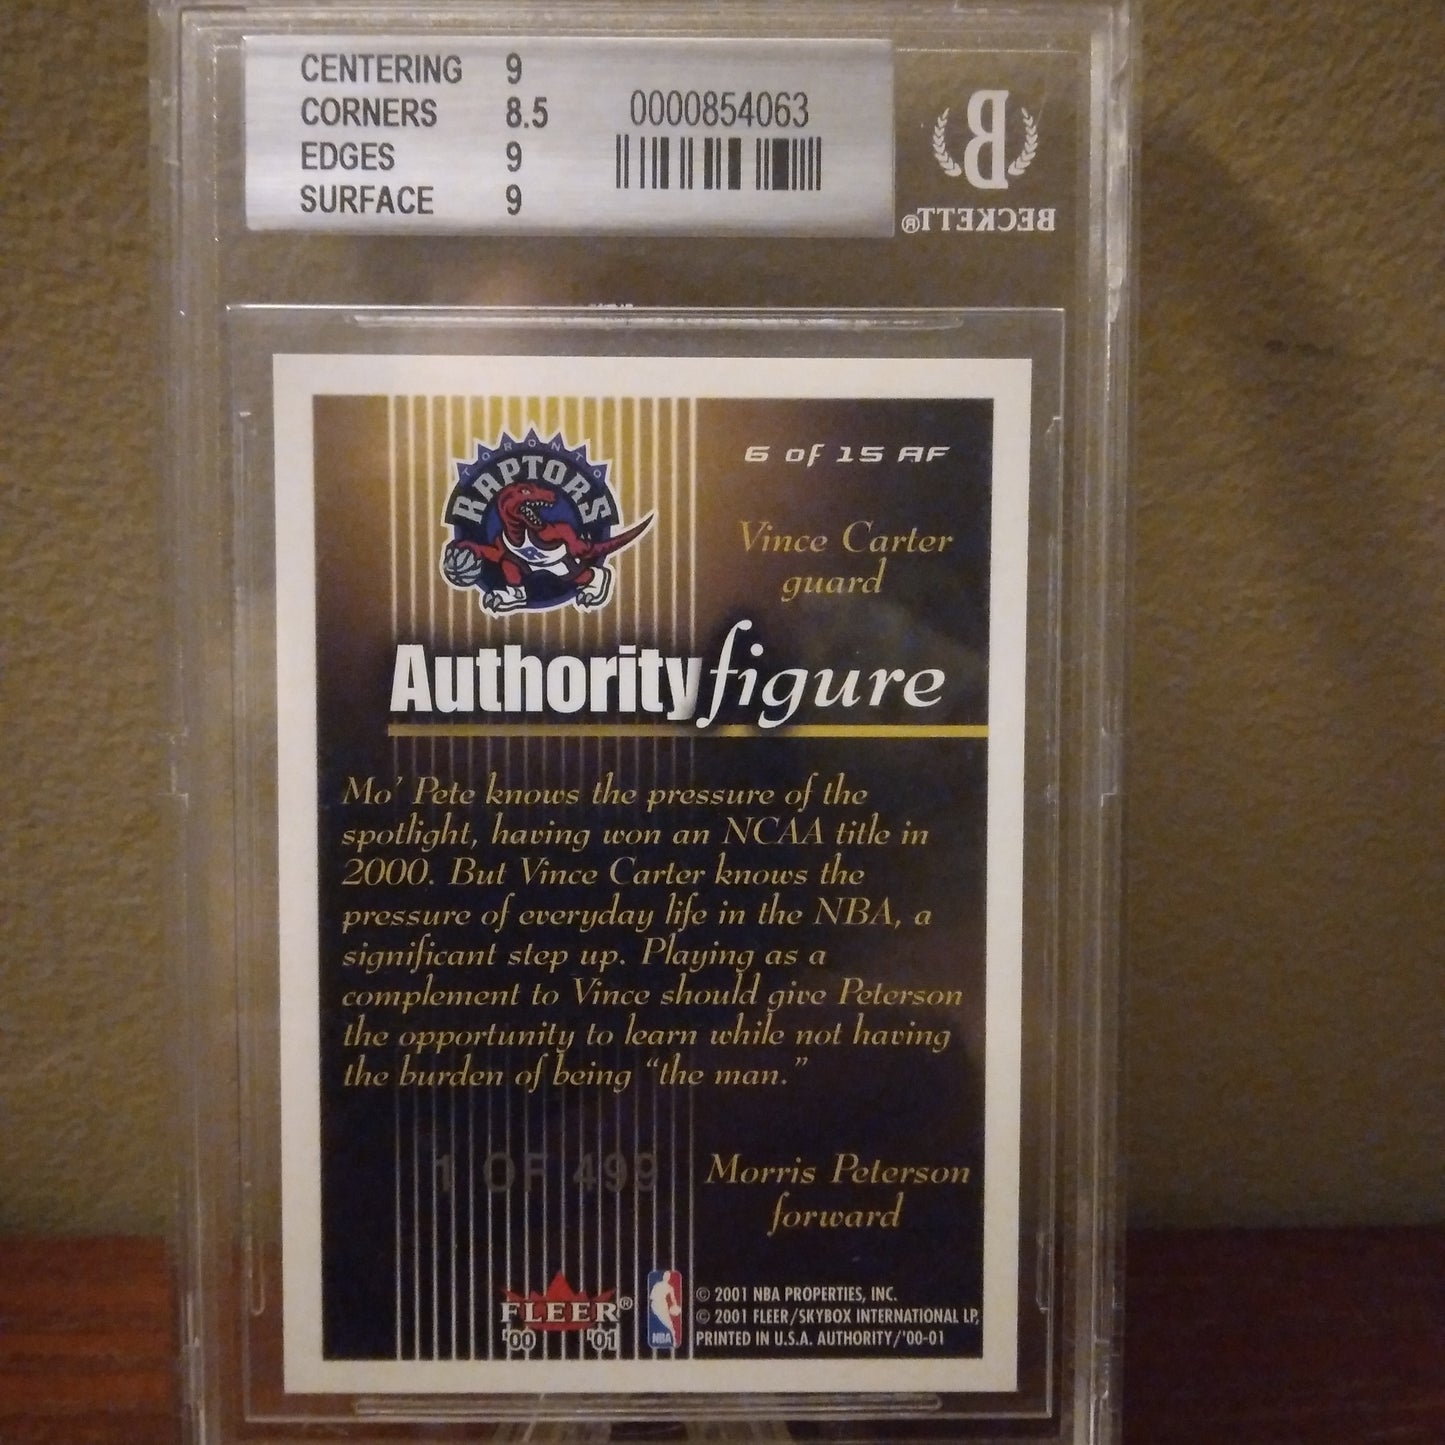 CENTERING 9
CORNERS 8.5
EDGES 9
SURFACE 9
0000854063
B
BECKETT®
TORONTO
RAPTORS
6 of 15 AF
Vince Carter
guard
Authority figure
Mo' Pete knows the pressure of the
spotlight, having won an NCAA title in
2000. But Vince Carter knows the
pressure of everyday life in the NBA, a
significant step up. Playing as a
complement to Vince should give Peterson
the opportunity to learn while not having
the burden of being “the man.”
1 OF 499
Morris Peterson
forward
FLEER®
'00 '01
NBA
© 2001 NBA PROPERTIES, INC.
© 2001 FLEER/SKYBOX INTERNATIONAL LP,
PRINTED IN U.S.A. AUTHORITY/'00-01